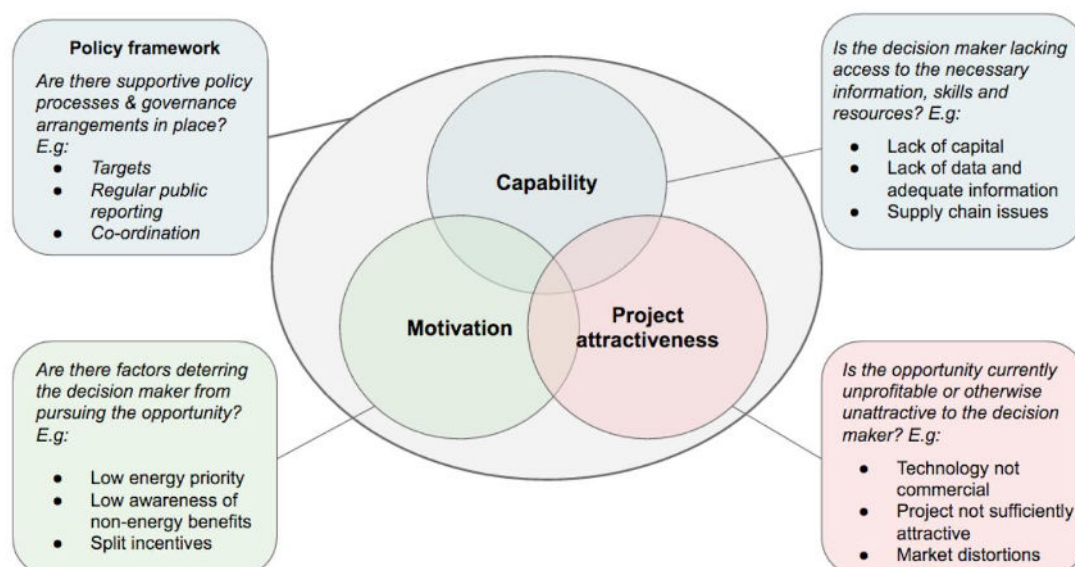 Policy framework
Are there supportive policy
processes & governance
arrangements in place?
E.g:
● Targets
● Regular public
reporting
● Co-ordination
Is the decision maker lacking
access to the necessary
information, skills and
resources? E.g:
● Lack of capital
● Lack of data and
adequate information
● Supply chain issues
Capability
Motivation
Project
attractiveness
Are there factors deterring
the decision maker from
pursuing the opportunity?
E.g:
● Low energy priority
● Low awareness of
non-energy benefits
● Split incentives
Is the opportunity currently
unprofitable or otherwise
unattractive to the decision
maker? E.g:
● Technology not
commercial
● Project not sufficiently
attractive
● Market distortions